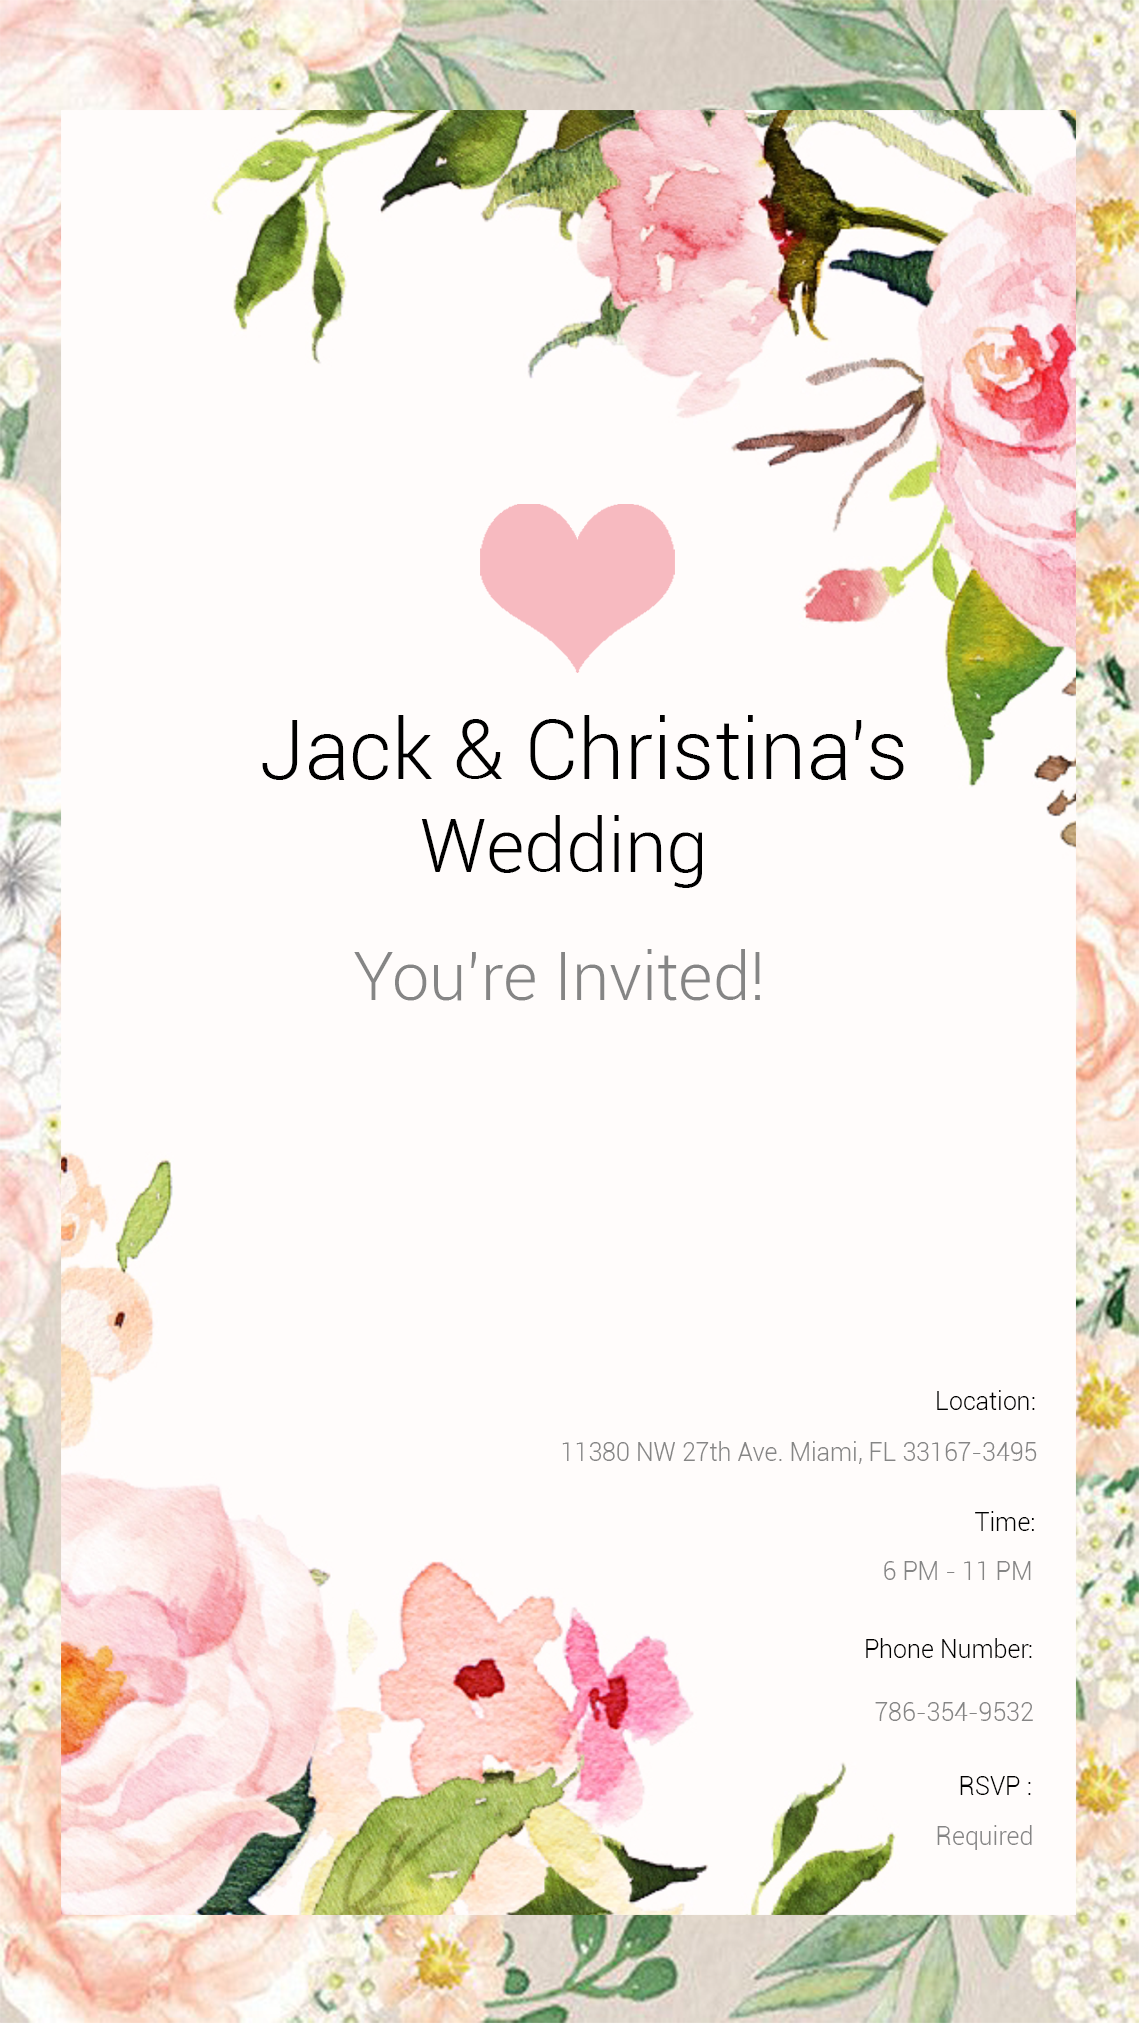 Jack & Christina's
Wedding
You're Invited!
Location:
11380 NW 27th Ave. Miami, FL 33167-3495
Time:
6 PM - 11 PM
Phone Number:
786-354-9532
RSVP :
Required